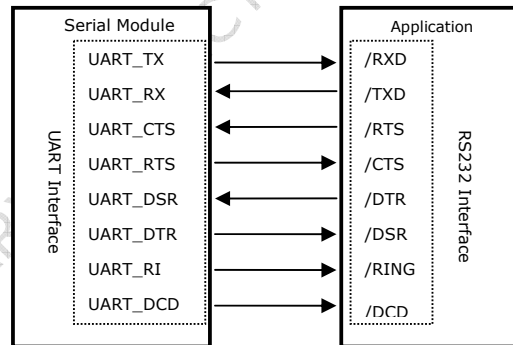 Serial Module
Application
UART_TX
/RXD
UART_RX
/TXD
UART_CTS
/RTS
UART_RTS
/CTS
UART_DSR
/DTR
UART_DTR
/DSR
UART_RI
/RING
UART_DCD
/DCD
UART Interface
RS232 Interface